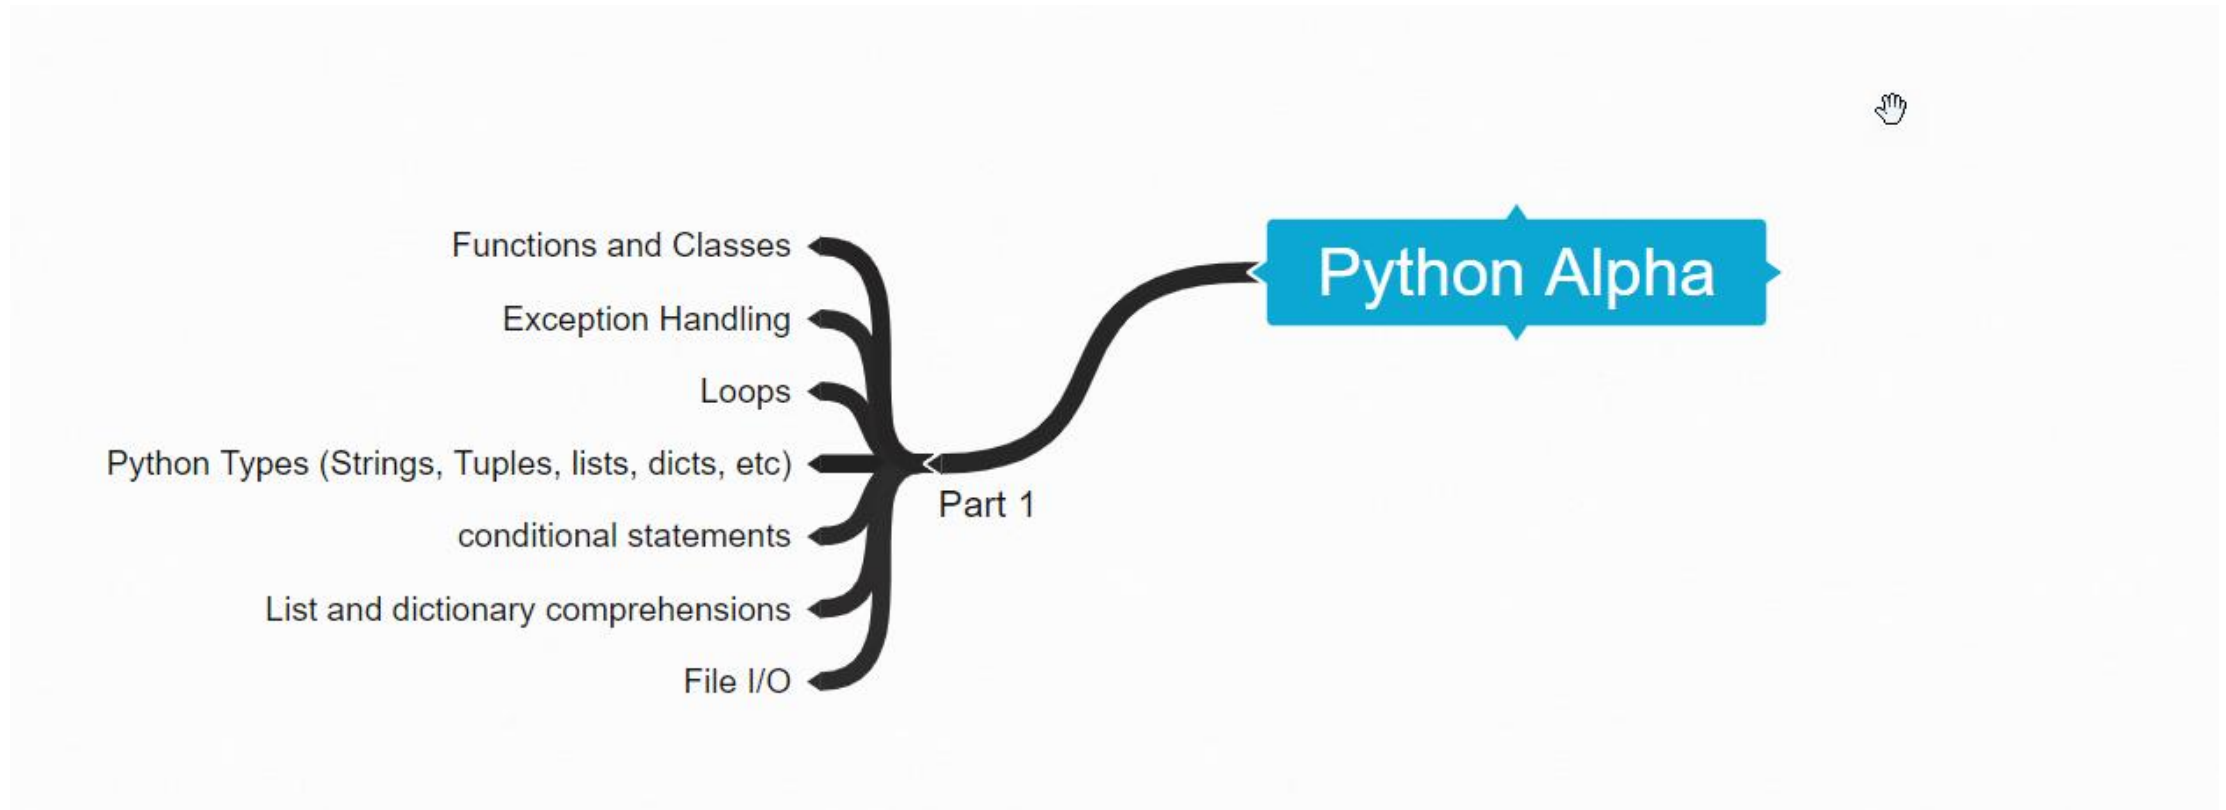 Python Alpha
Part 1
Functions and Classes
Exception Handling
Loops
Python Types (Strings, Tuples, lists, dicts, etc)
conditional statements
List and dictionary comprehensions
File I/O